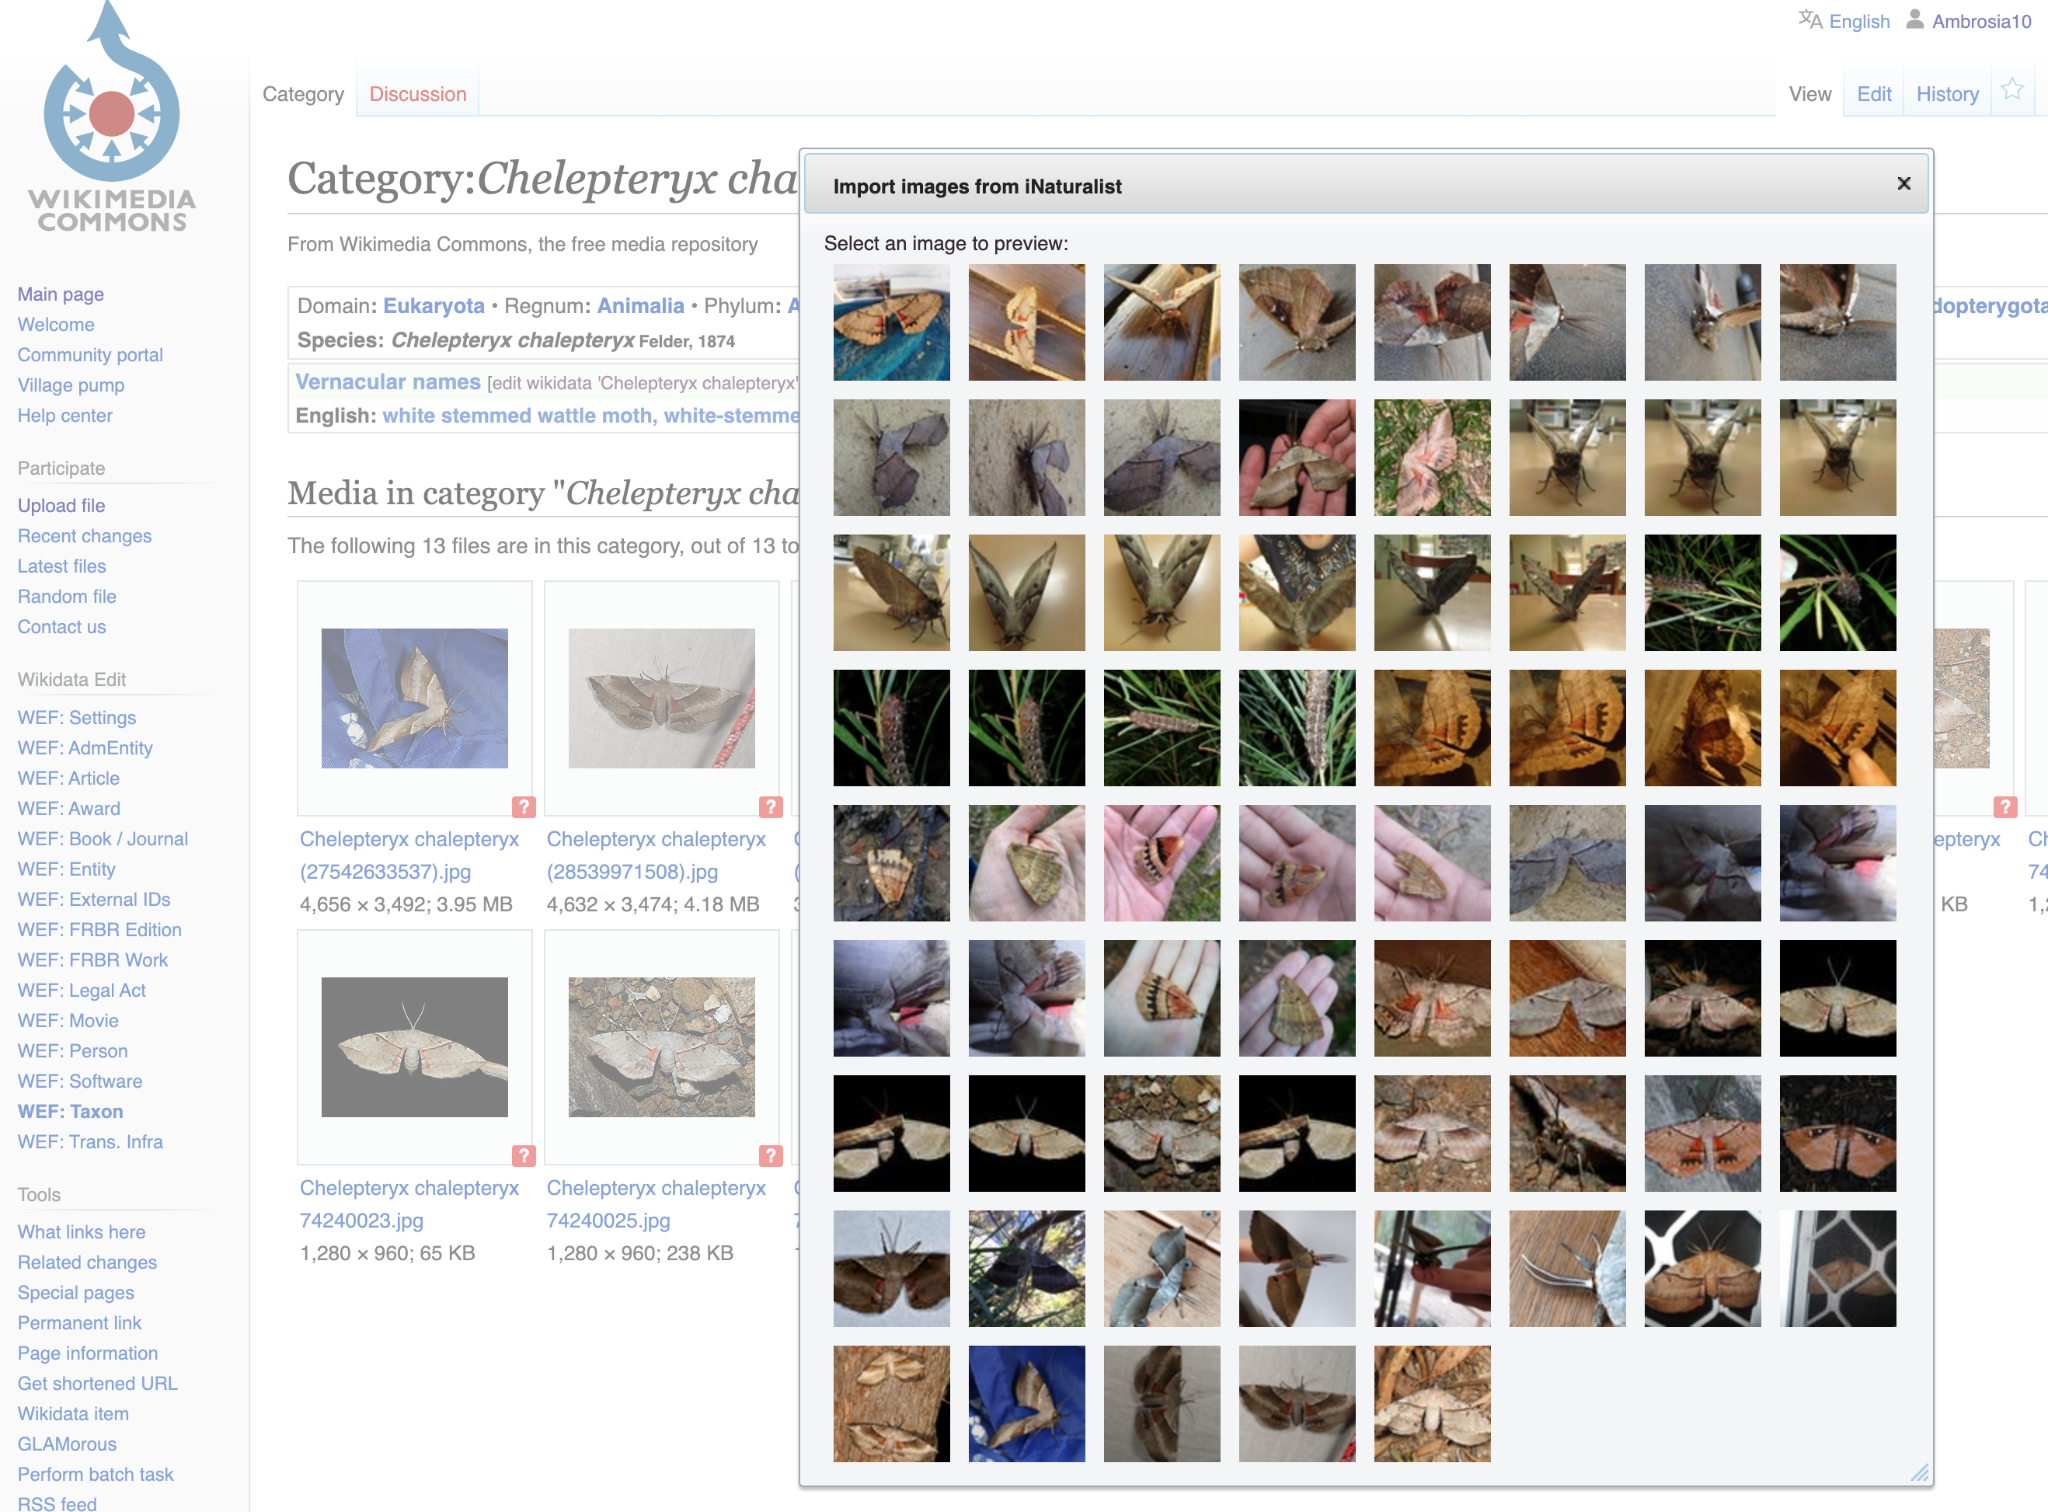 English Ambrosia10
WIKIMEDIA
COMMONS
Category Discussion
View Edit History
Category:Chelepteryx cha
From Wikimedia Commons, the free media repository
Domain: Eukaryota • Regnum: Animalia • Phylum: A
dopterygota
Species: Chelepteryx chalepteryx Felder, 1874
Vernacular names [edit wikidata 'Chelepteryx chalepteryx'
English: white stemmed wattle moth, white-stemme
Media in category "Chelepteryx cha
The following 13 files are in this category, out of 13 to
?
?
?
Chelepteryx chalepteryx
(27542633537).jpg
4,656 × 3,492; 3.95 MB
Chelepteryx chalepteryx
(28539971508).jpg
4,632 × 3,474; 4.18 MB
epteryx
KB
Ch
74
1,2
?
?
Chelepteryx chalepteryx
74240023.jpg
1,280 × 960; 65 KB
Chelepteryx chalepteryx
74240025.jpg
1,280 × 960; 238 KB
Import images from iNaturalist
Select an image to preview:
Main page
Welcome
Community portal
Village pump
Help center
Participate
Upload file
Recent changes
Latest files
Random file
Contact us
Wikidata Edit
WEF: Settings
WEF: AdmEntity
WEF: Article
WEF: Award
WEF: Book / Journal
WEF: Entity
WEF: External IDs
WEF: FRBR Edition
WEF: FRBR Work
WEF: Legal Act
WEF: Movie
WEF: Person
WEF: Software
WEF: Taxon
WEF: Trans. Infra
Tools
What links here
Related changes
Special pages
Permanent link
Page information
Get shortened URL
Wikidata item
GLAMorous
Perform batch task
RSS feed